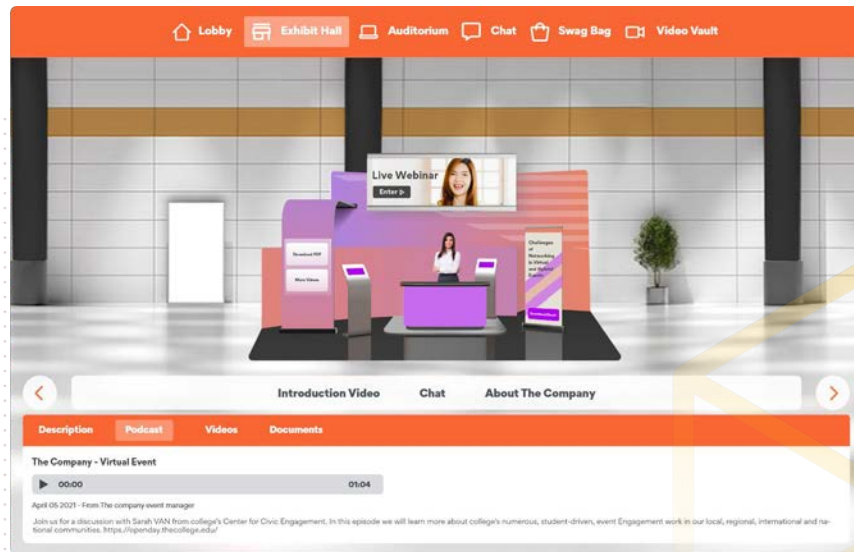 Lobby
Exhibit Hall
Auditorium
Chat
Swag Bag
Video Vault
Live Webinar
Enter
Download PDF
More Videos
Challenges
of
Networking
in Virtual
and Hybrid
Events
Introduction Video
Chat
About The Company
Description
Podcast
Videos
Documents
The Company - Virtual Event
00:00
01:04
April 05 2021 - From The company event manager
Join us for a discussion with Sarah VAN from college's Center for Civic Engagement. In this episode we will learn more about college's numerous, student-driven, event Engagement work in our local, regional, international and na-
tional communities. https://openday.thecollege.edu/